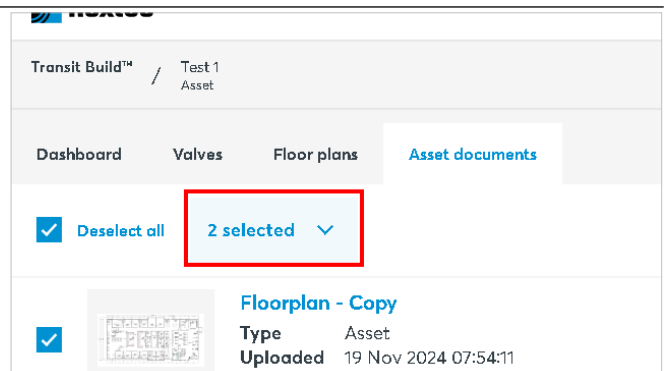 Transit Build™ / Test 1
Asset
Dashboard Valves Floor plans Asset documents
Deselect all 2 selected
Floorplan - Copy
Type Asset
Uploaded 19 Nov 2024 07:54:11